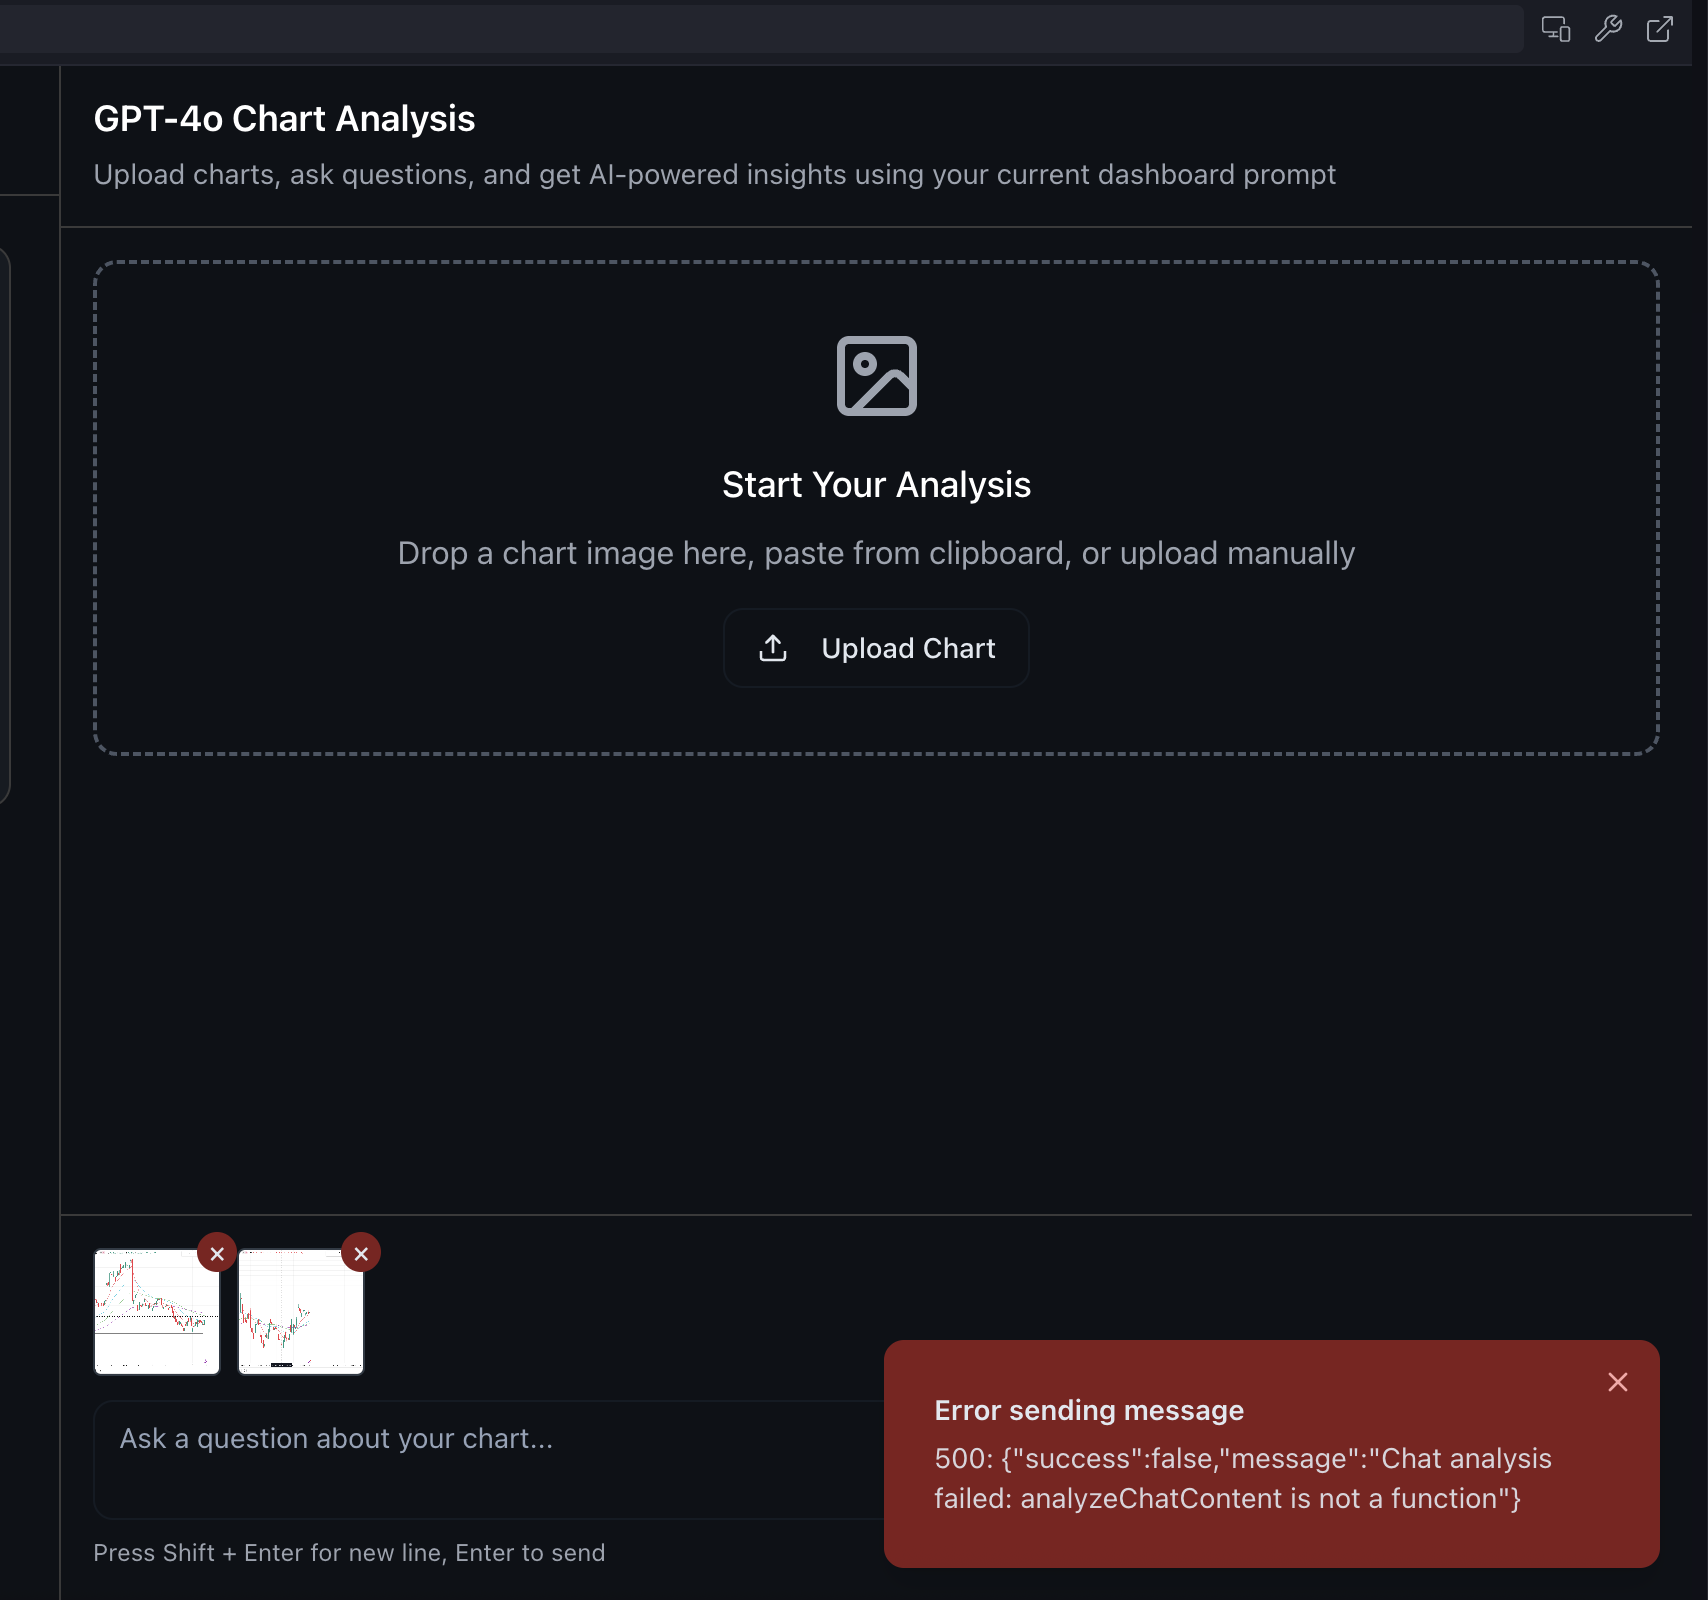 GPT-4o Chart Analysis
Upload charts, ask questions, and get AI-powered insights using your current dashboard prompt
Start Your Analysis
Drop a chart image here, paste from clipboard, or upload manually
Upload Chart
Ask a question about your chart...
Press Shift + Enter for new line, Enter to send
Error sending message
500: {"success":false,"message":"Chat analysis
failed: analyzeChatContent is not a function"}